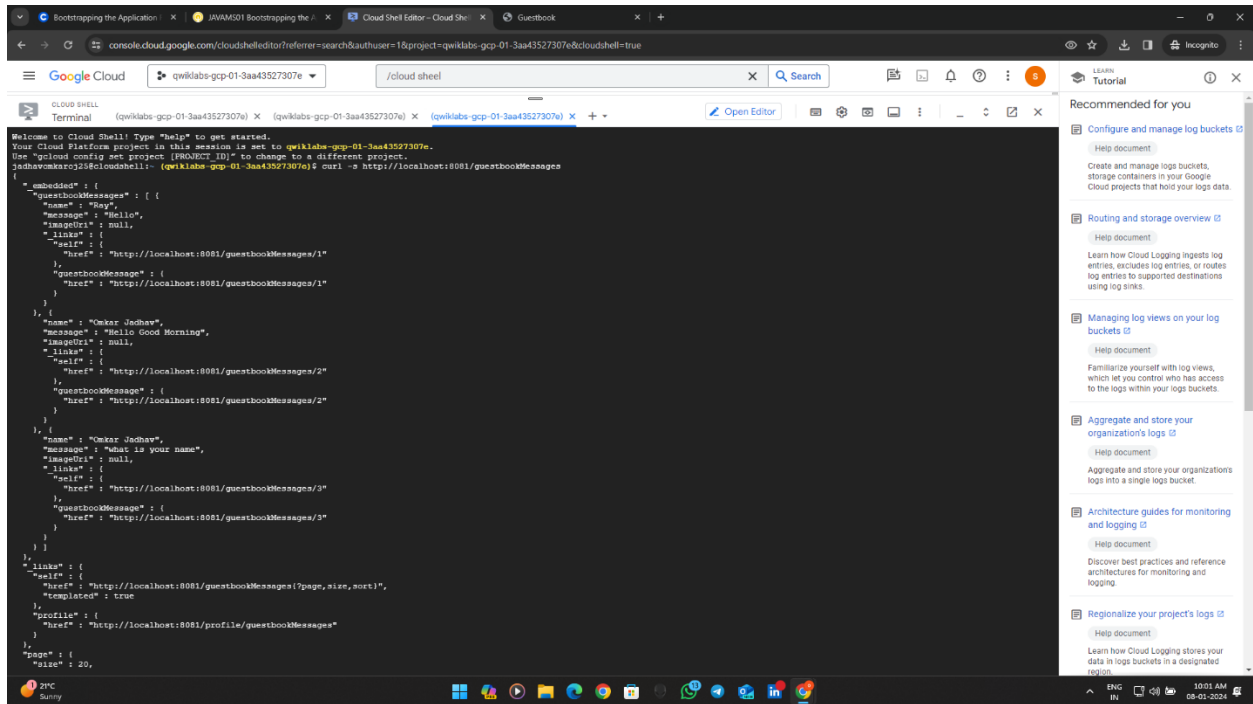 Bootstrapping the Application
JAVAMS01 Bootstrapping the A
Cloud Shell Editor – Cloud She
Guestbook
console.cloud.google.com/cloudshelleditor?referrer=search&authuser=1&project=qwiklabs-gcp-01-3aa43527307e&cloudshell=true
Incognito
Google Cloud
qwiklabs-gcp-01-3aa43527307e
/cloud sheel
Search
S
LEARN
Tutorial
CLOUD SHELL
Terminal
(qwiklabs-gcp-01-3aa43527307e) × (qwiklabs-gcp-01-3aa43527307e) × (qwiklabs-gcp-01-3aa43527307e) ×
Open Editor
Welcome to Cloud Shell! Type "help" to get started.
Your Cloud Platform project in this session is set to qwiklabs-gcp-01-3aa43527307e.
Use "gcloud config set project [PROJECT_ID]" to change to a different project.
jadhavomkaroj25@cloudshell:~ (qwiklabs-gcp-01-3aa43527307e)$ curl -s http://localhost:8081/guestbookMessages
{
"_embedded" : {
"guestbookMessages" : [ {
"name" : "Ray",
"message" : "Hello",
"imageUri" : null,
"_links" : {
"self" : {
"href" : "http://localhost:8081/guestbookMessages/1"
},
"guestbookMessage" : {
"href" : "http://localhost:8081/guestbookMessages/1"
}
}
}, {
"name" : "Omkar Jadhav",
"message" : "Hello Good Morning",
"imageUri" : null,
"_links" : {
"self" : {
"href" : "http://localhost:8081/guestbookMessages/2"
},
"guestbookMessage" : {
"href" : "http://localhost:8081/guestbookMessages/2"
}
}
}, {
"name" : "Omkar Jadhav",
"message" : "what is your name",
"imageUri" : null,
"_links" : {
"self" : {
"href" : "http://localhost:8081/guestbookMessages/3"
},
"guestbookMessage" : {
"href" : "http://localhost:8081/guestbookMessages/3"
}
}
} ]
},
"_links" : {
"self" : {
"href" : "http://localhost:8081/guestbookMessages{?page,size,sort}",
"templated" : true
},
"profile" : {
"href" : "http://localhost:8081/profile/guestbookMessages"
}
},
"page" : {
"size" : 20,
Recommended for you
Configure and manage log buckets
Help document
Create and manage logs buckets,
storage containers in your Google
Cloud projects that hold your logs data.
Routing and storage overview
Help document
Learn how Cloud Logging ingests log
entries, excludes log entries, or routes
log entries to supported destinations
using log sinks.
Managing log views on your log
buckets
Help document
Familiarize yourself with log views,
which let you control who has access
to the logs within your logs buckets.
Aggregate and store your
organization's logs
Help document
Aggregate and store your organization's
logs into a single logs bucket.
Architecture guides for monitoring
and logging
Help document
Discover best practices and reference
architectures for monitoring and
logging.
Regionalize your project's logs
Help document
Learn how Cloud Logging stores your
data in logs buckets in a designated
region.
21°C
Sunny
ENG
IN
10:01 AM
08-01-2024